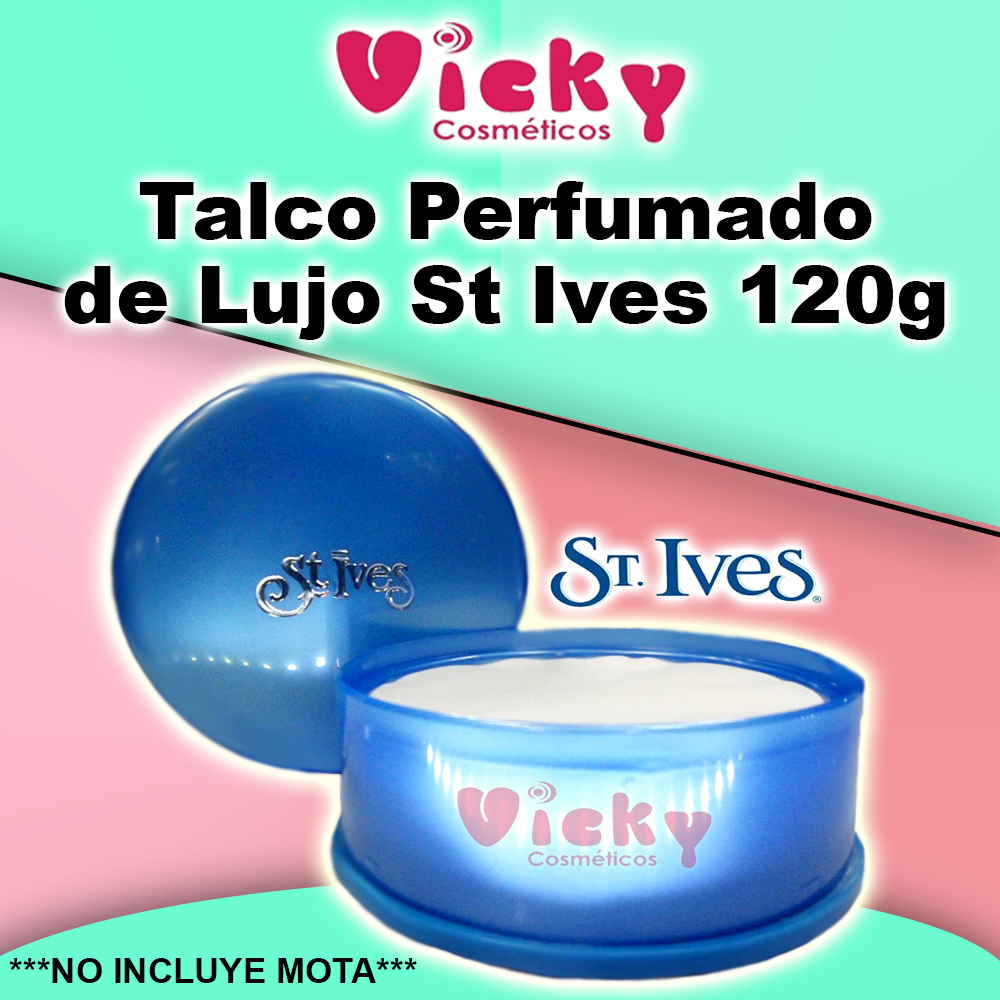 Vicky
Cosméticos
Talco Perfumado
de Lujo St Ives 120g
St Ives
ST. IVES®
Vicky
Cosméticos
***NO INCLUYE MOTA***